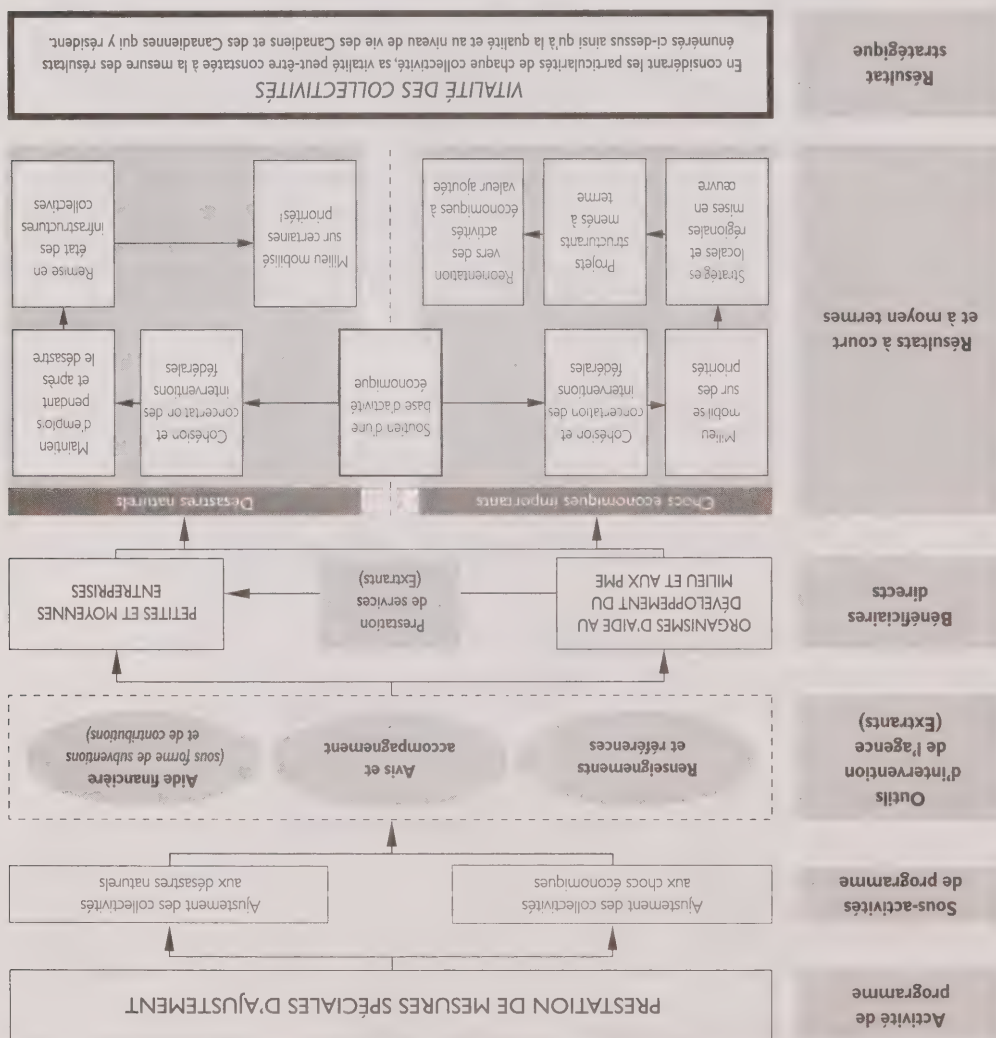 Activité de
programme
PRESTATION DE MESURES SPÉCIALES D'AJUSTEMENT
Sous-activités
de programme
Ajustement des collectivités
aux chocs économiques
Ajustement des collectivités
aux désastres naturels
Outils
d'intervention
de l'agence
(Extrants)
Renseignements
et références
Avis et
accompagnement
Aide financière
(sous forme de subventions
et de contributions)
Bénéficiaires
directs
ORGANISMES D'AIDE AU
DÉVELOPPEMENT DU
MILIEU ET AUX PME
Prestation
de services
(Extrants)
PETITES ET MOYENNES
ENTREPRISES
Résultats à court
et à moyen termes
Chocs économiques importants
Désastres naturels
Milieu
mobilisé
sur des
priorités
Cohésion et
concertation des
interventions
fédérales
Soutien d'une
base d'activité
économique
Cohésion et
concertation des
interventions
fédérales
Maintien
d'emplois
pendant
et après
le désastre
Stratégies
locales et
régionales
mises en
œuvre
Projets
structurants
menés à
terme
Réorientation
vers des
activités
économiques à
valeur ajoutée
Milieu mobilisé
sur certaines
priorités¹
Remise en
état des
infrastructures
collectives
Résultat
stratégique
VITALITÉ DES COLLECTIVITÉS
En considérant les particularités de chaque collectivité, sa vitalité peut-être constatée à la mesure des résultats
énumérés ci-dessus ainsi qu'à la qualité et au niveau de vie des Canadiens et des Canadiennes qui y résident.